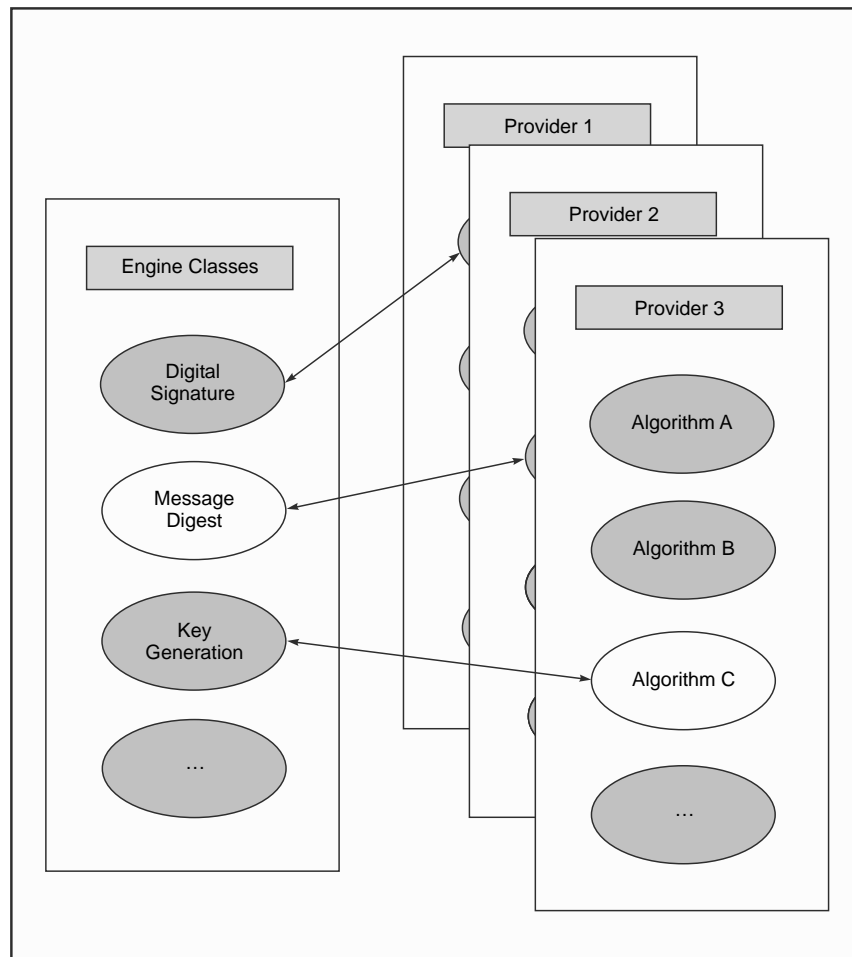 Provider 1
Provider 2
Engine Classes
Provider 3
Digital
Signature
Algorithm A
Message
Digest
Algorithm B
Key
Generation
Algorithm C
...
...